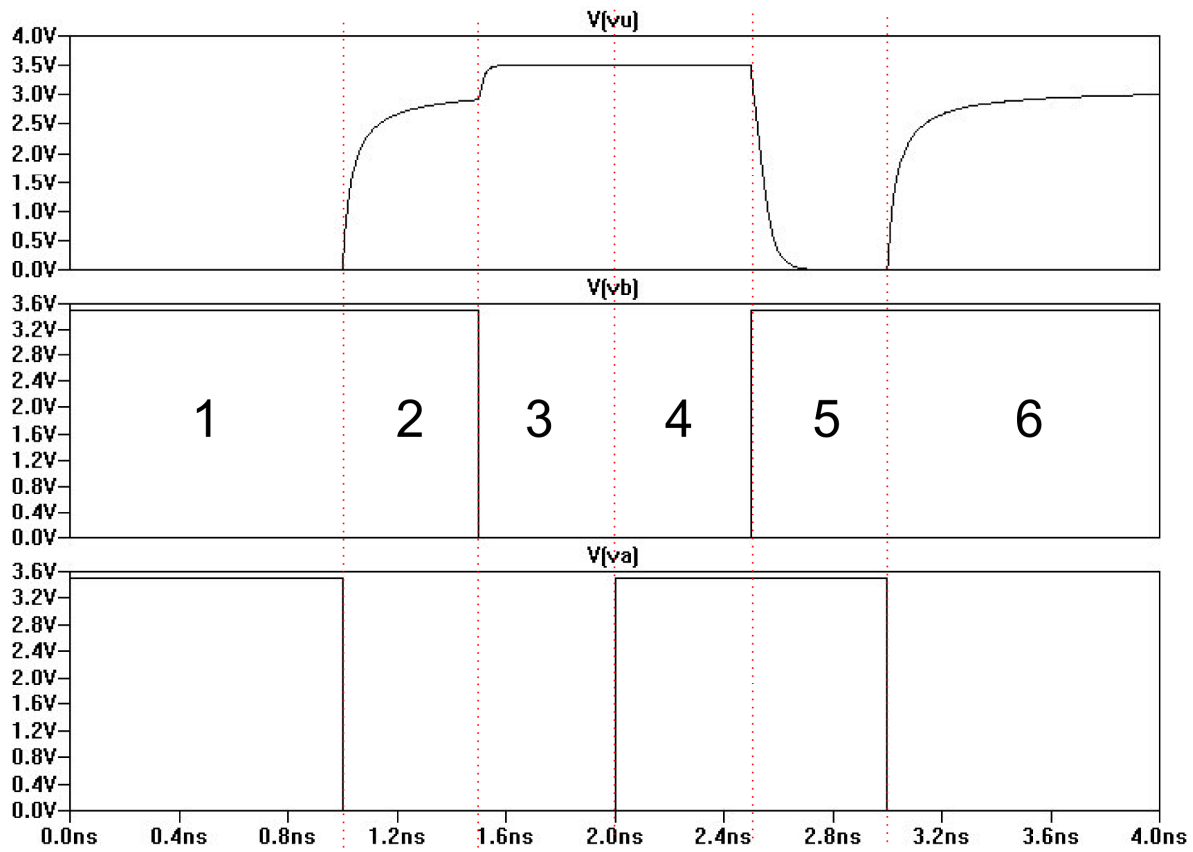 V(vu)
4.0V
3.5V
3.0V
2.5V
2.0V
1.5V
1.0V
0.5V
0.0V
V(vb)
3.6V
3.2V
2.8V
2.4V
2.0V
1.6V
1.2V
0.8V
0.4V
0.0V
1 2 3 4 5 6
V(va)
3.6V
3.2V
2.8V
2.4V
2.0V
1.6V
1.2V
0.8V
0.4V
0.0V
0.0ns 0.4ns 0.8ns 1.2ns 1.6ns 2.0ns 2.4ns 2.8ns 3.2ns 3.6ns 4.0ns